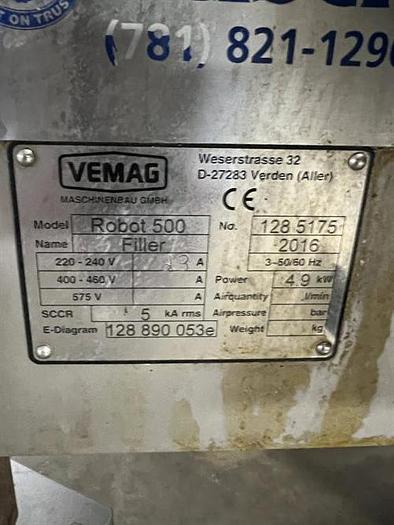 ON TRUST
(781) 821-1290
VEMAG
MASCHINENBAU GMBH
Weserstrasse 32
D-27283 Verden (Aller)
CE
Model Robot 500 No. 128 5175
Name Filler 2016
220 - 240 V A 3~50/60 Hz
400 - 460 V A Power 4.9 kW
575 V A Airquantity l/min
SCCR 5 kA rms Airpressure bar
E-Diagram 128 890 053e Weight kg